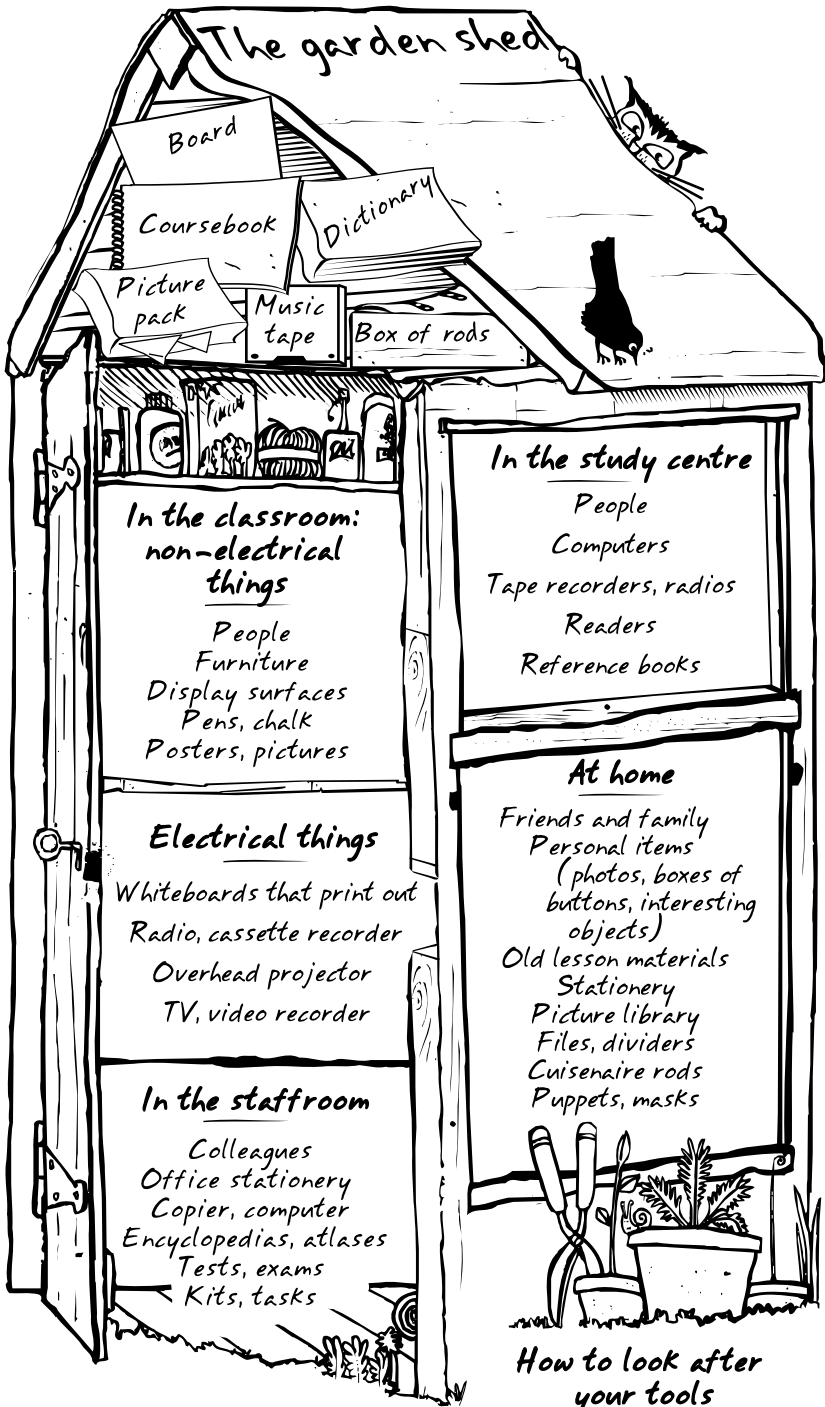 The garden shed
Board
Coursebook
Dictionary
Picture
pack
Music
tape
Box of rods
In the classroom:
non-electrical
things
People
Furniture
Display surfaces
Pens, chalk
Posters, pictures
Electrical things
Whiteboards that print out
Radio, cassette recorder
Overhead projector
TV, video recorder
In the staffroom
Colleagues
Office stationery
Copier, computer
Encyclopedias, atlases
Tests, exams
Kits, tasks
In the study centre
People
Computers
Tape recorders, radios
Readers
Reference books
At home
Friends and family
Personal items
(photos, boxes of
buttons, interesting
objects)
Old lesson materials
Stationery
Picture library
Files, dividers
Cuisenaire rods
Puppets, masks
How to look after
your tools